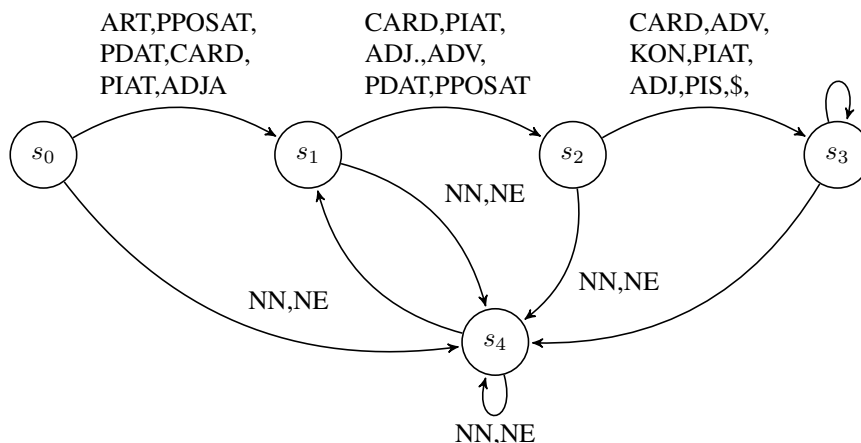 ART,PPOSAT,
PDAT,CARD,
PIAT,ADJA
CARD,PIAT,
ADJ.,ADV,
PDAT,PPOSAT
CARD,ADV,
KON,PIAT,
ADJ,PIS,$,
s0
s1
s2
s3
NN,NE
NN,NE
NN,NE
s4
NN,NE